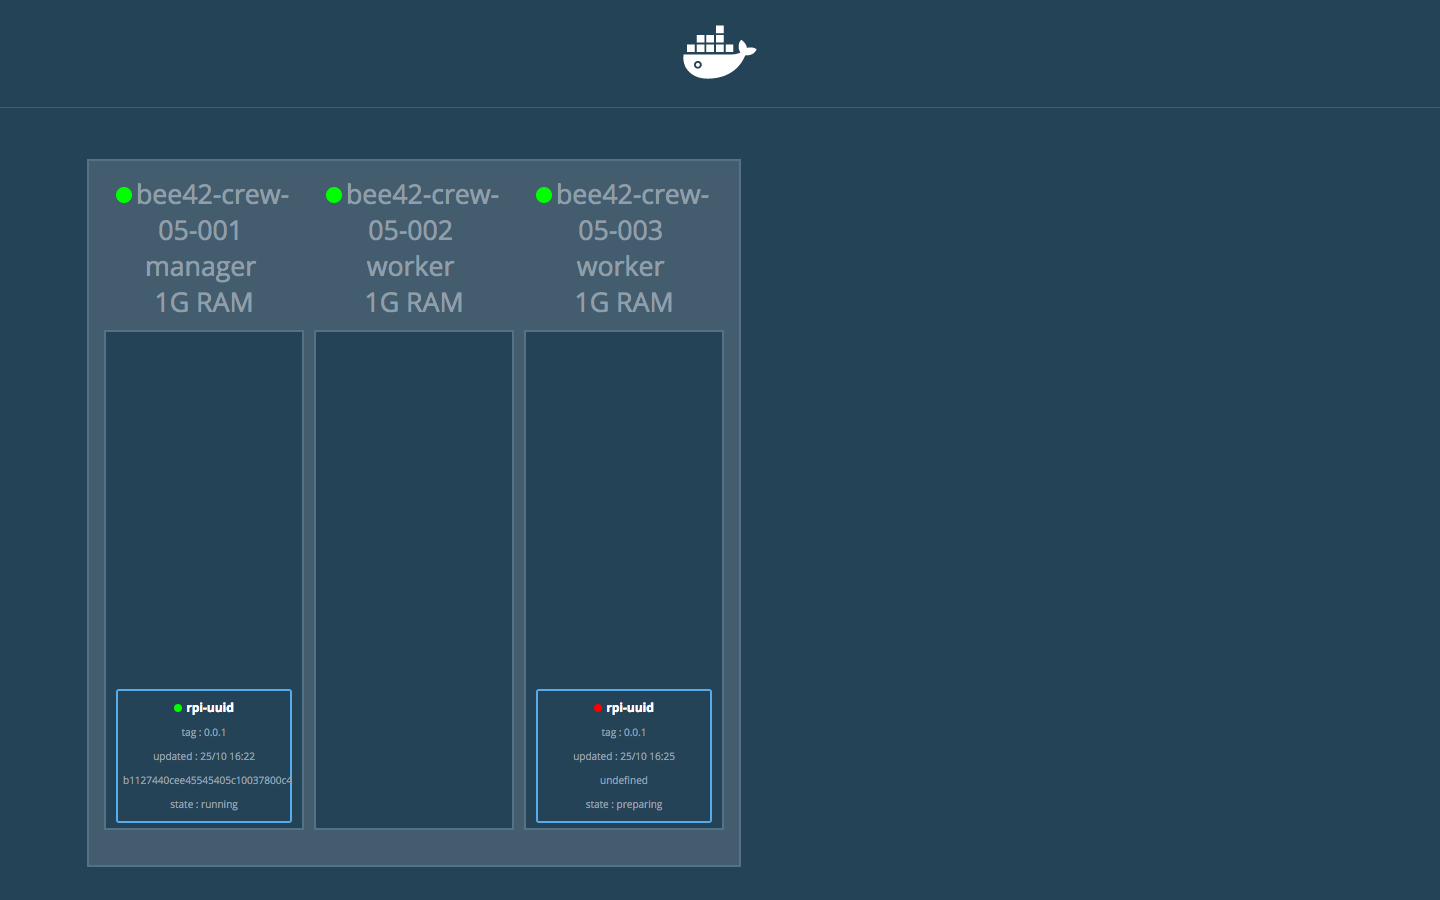 bee42-crew-
05-001
manager
1G RAM
bee42-crew-
05-002
worker
1G RAM
bee42-crew-
05-003
worker
1G RAM
rpi-uuid
tag : 0.0.1
updated : 25/10 16:22
b1127440cee45545405c10037800c4
state : running
rpi-uuid
tag : 0.0.1
updated : 25/10 16:25
undefined
state : preparing